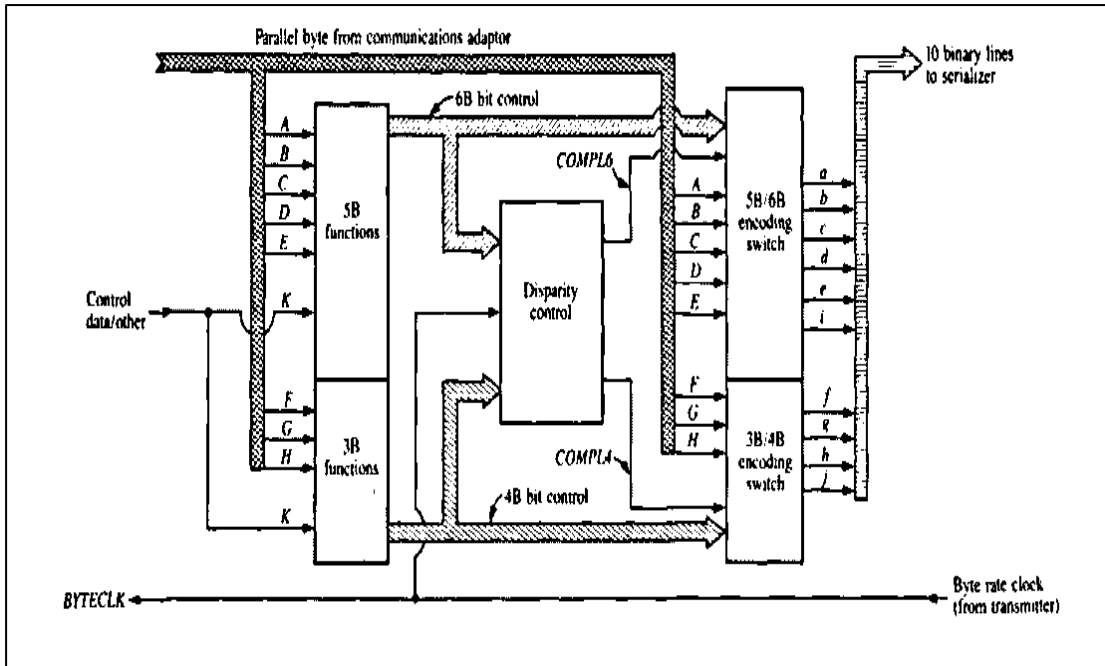 Parallel byte from communications adaptor
10 binary lines
to serializer
6B bit control
A
B
C
D
E
5B
functions
COMPL6
A
B
C
D
E
5B/6B
encoding
switch
a
b
c
d
e
i
Control
data/other
K
Disparity
control
F
G
H
3B
functions
K
F
G
H
COMPL4
3B/4B
encoding
switch
f
g
h
j
4B bit control
BYTECLK
Byte rate clock
(from transmitter)